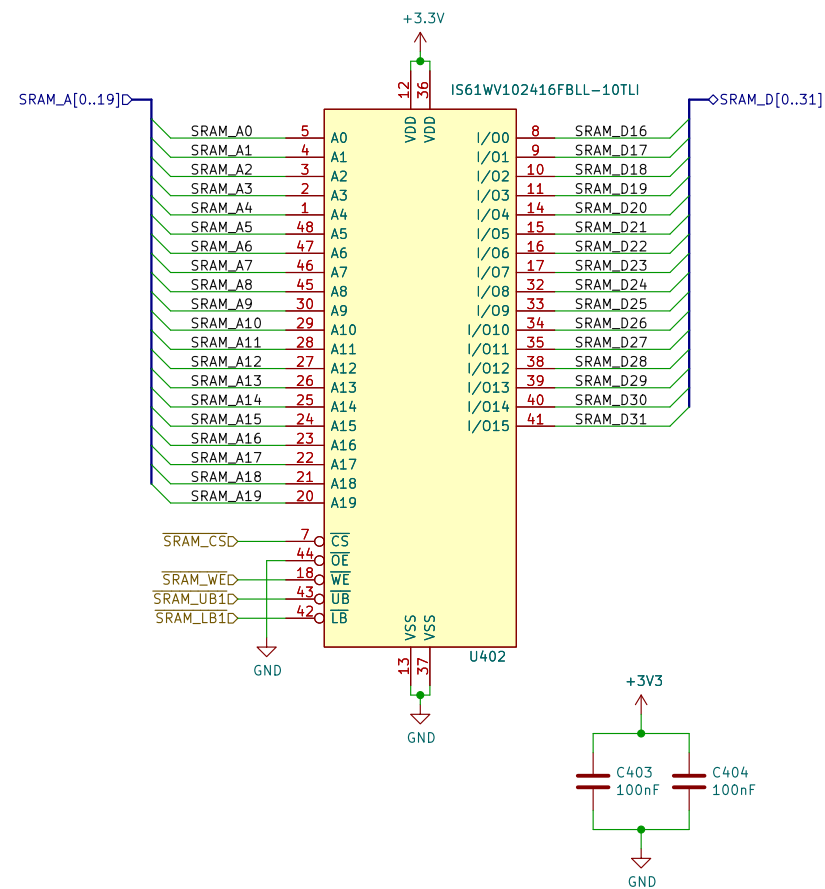 +3.3V
IS61WV102416FBLL-10TLI
SRAM_A[0..19]
SRAM_D[0..31]
12
36
VDD
VDD
SRAM_A0 5 A0 I/O0 8 SRAM_D16
SRAM_A1 4 A1 I/O1 9 SRAM_D17
SRAM_A2 3 A2 I/O2 10 SRAM_D18
SRAM_A3 2 A3 I/O3 11 SRAM_D19
SRAM_A4 1 A4 I/O4 14 SRAM_D20
SRAM_A5 48 A5 I/O5 15 SRAM_D21
SRAM_A6 47 A6 I/O6 16 SRAM_D22
SRAM_A7 46 A7 I/O7 17 SRAM_D23
SRAM_A8 45 A8 I/O8 32 SRAM_D24
SRAM_A9 30 A9 I/O9 33 SRAM_D25
SRAM_A10 29 A10 I/O10 34 SRAM_D26
SRAM_A11 28 A11 I/O11 35 SRAM_D27
SRAM_A12 27 A12 I/O12 38 SRAM_D28
SRAM_A13 26 A13 I/O13 39 SRAM_D29
SRAM_A14 25 A14 I/O14 40 SRAM_D30
SRAM_A15 24 A15 I/O15 41 SRAM_D31
SRAM_A16 23 A16
SRAM_A17 22 A17
SRAM_A18 21 A18
SRAM_A19 20 A19
SRAM_CS 7 CS
44 OE
SRAM_WE 18 WE
SRAM_UB1 43 UB
SRAM_LB1 42 LB
GND
VSS
VSS
13
37
U402
GND
+3V3
C403
100nF
C404
100nF
GND